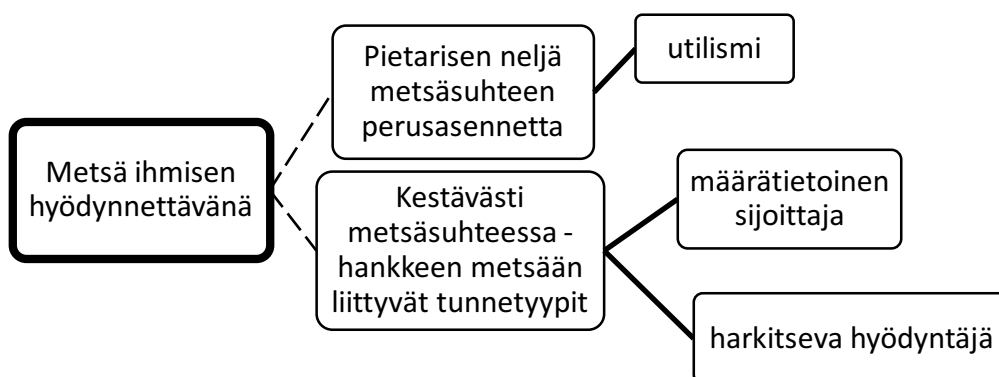 Metsä ihmisen
hyödynnettävänä
Pietarisen neljä
metsäsuhteen
perusasennetta
utilismi
Kestävästi
metsäsuhteessa -
hankkeen metsään
liittyvät tunnetyypit
määrätietoinen
sijoittaja
harkitseva hyödyntäjä